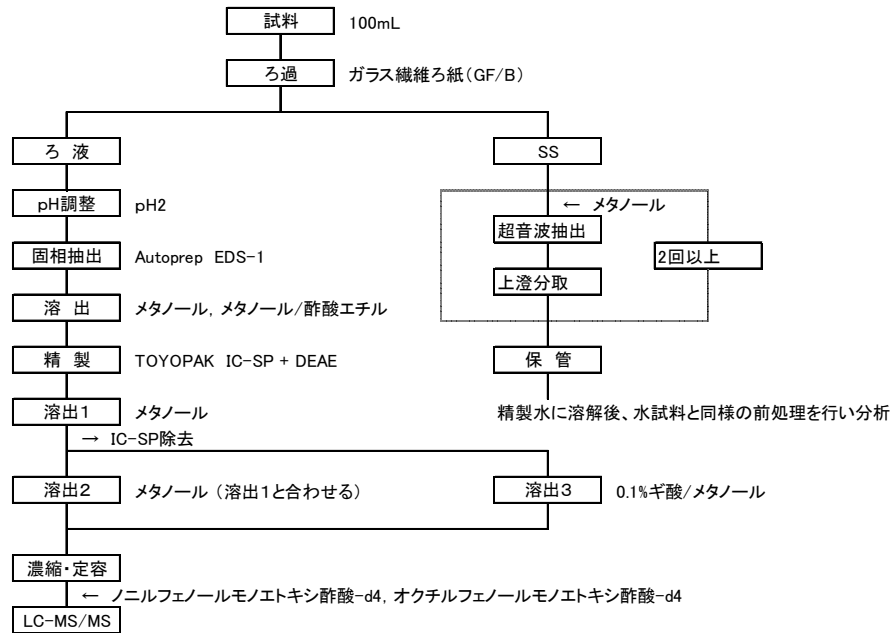 試料 100mL
ろ過 ガラス繊維ろ紙(GF/B)
ろ 液
SS
pH調整 pH2
← メタノール
超音波抽出
2回以上
固相抽出 Autoprep EDS-1
上澄分取
溶 出 メタノール, メタノール/酢酸エチル
精 製 TOYOPAK IC-SP + DEAE
保 管
溶出1 メタノール
精製水に溶解後、水試料と同様の前処理を行い分析
→ IC-SP除去
溶出2 メタノール (溶出1と合わせる)
溶出3 0.1%ギ酸/メタノール
濃縮・定容
← ノニルフェノールモノエトキシ酢酸-d4, オクチルフェノールモノエトキシ酢酸-d4
LC-MS/MS